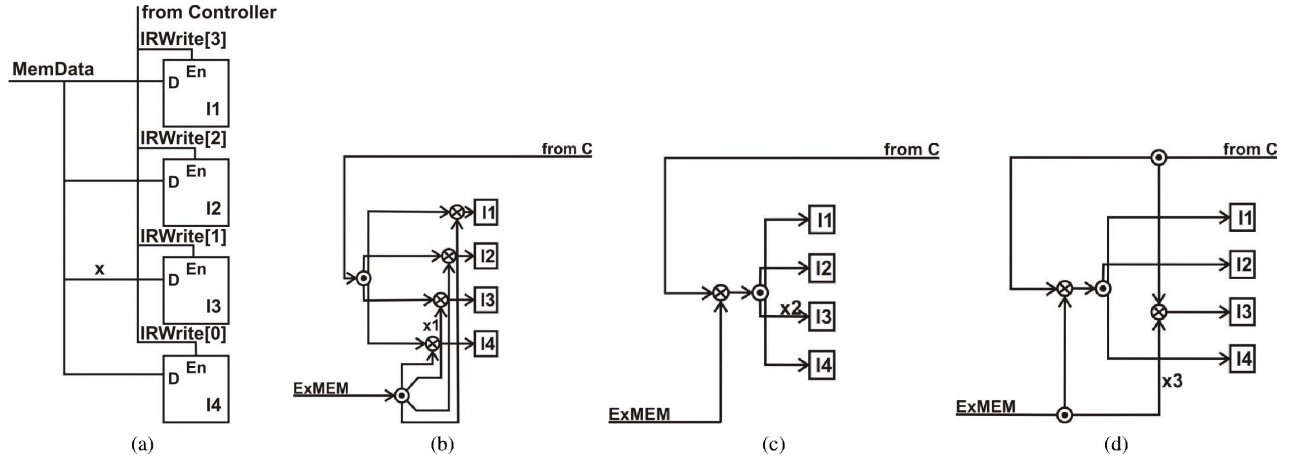 from Controller
IRWrite[3]
MemData
D En
I1
IRWrite[2]
D En
I2
IRWrite[1]
x
D En
I3
IRWrite[0]
D En
I4
(a)
from C
I1
I2
I3
x1
I4
ExMEM
(b)
from C
I1
I2
x2
I3
I4
ExMEM
(c)
from C
I1
I2
I3
I4
x3
ExMEM
(d)